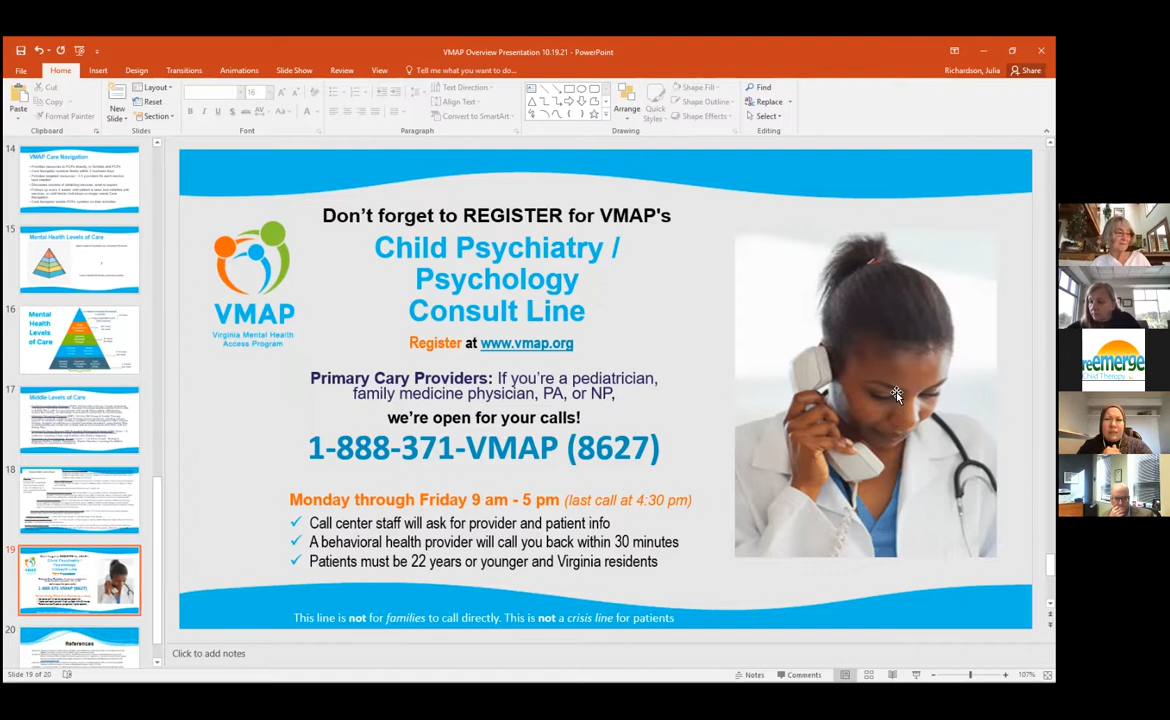 VMAP Overview Presentation 10.19.21 - PowerPoint
File Home Insert Design Transitions Animations Slide Show Review View Tell me what you want to do...
Richardson, Julia Share
Cut
Copy
Format Painter
Paste
Clipboard
New Slide
Layout
Reset
Section
Slides
16
Font
Text Direction
Align Text
Convert to SmartArt
Paragraph
Arrange
Quick Styles
Shape Fill
Shape Outline
Shape Effects
Drawing
Find
Replace
Select
Editing
14
VMAP Care Navigation
15
Mental Health Levels of Care
16
Mental
Health
Levels
of Care
17
Middle Levels of Care
18
19
20
References
Don't forget to REGISTER for VMAP's
Child Psychiatry /
Psychology
Consult Line
VMAP
Virginia Mental Health
Access Program
Register at www.vmap.org
Primary Cary Providers: If you're a pediatrician,
family medicine physician, PA, or NP,
we're open for your calls!
1-888-371-VMAP (8627)
Monday through Friday 9 am - 5 pm (last call at 4:30 pm)
✓ Call center staff will ask for provider and patient info
✓ A behavioral health provider will call you back within 30 minutes
✓ Patients must be 22 years or younger and Virginia residents
This line is not for families to call directly. This is not a crisis line for patients
reemerge
Child Therapy
Click to add notes
Slide 19 of 20
Notes
Comments
107%